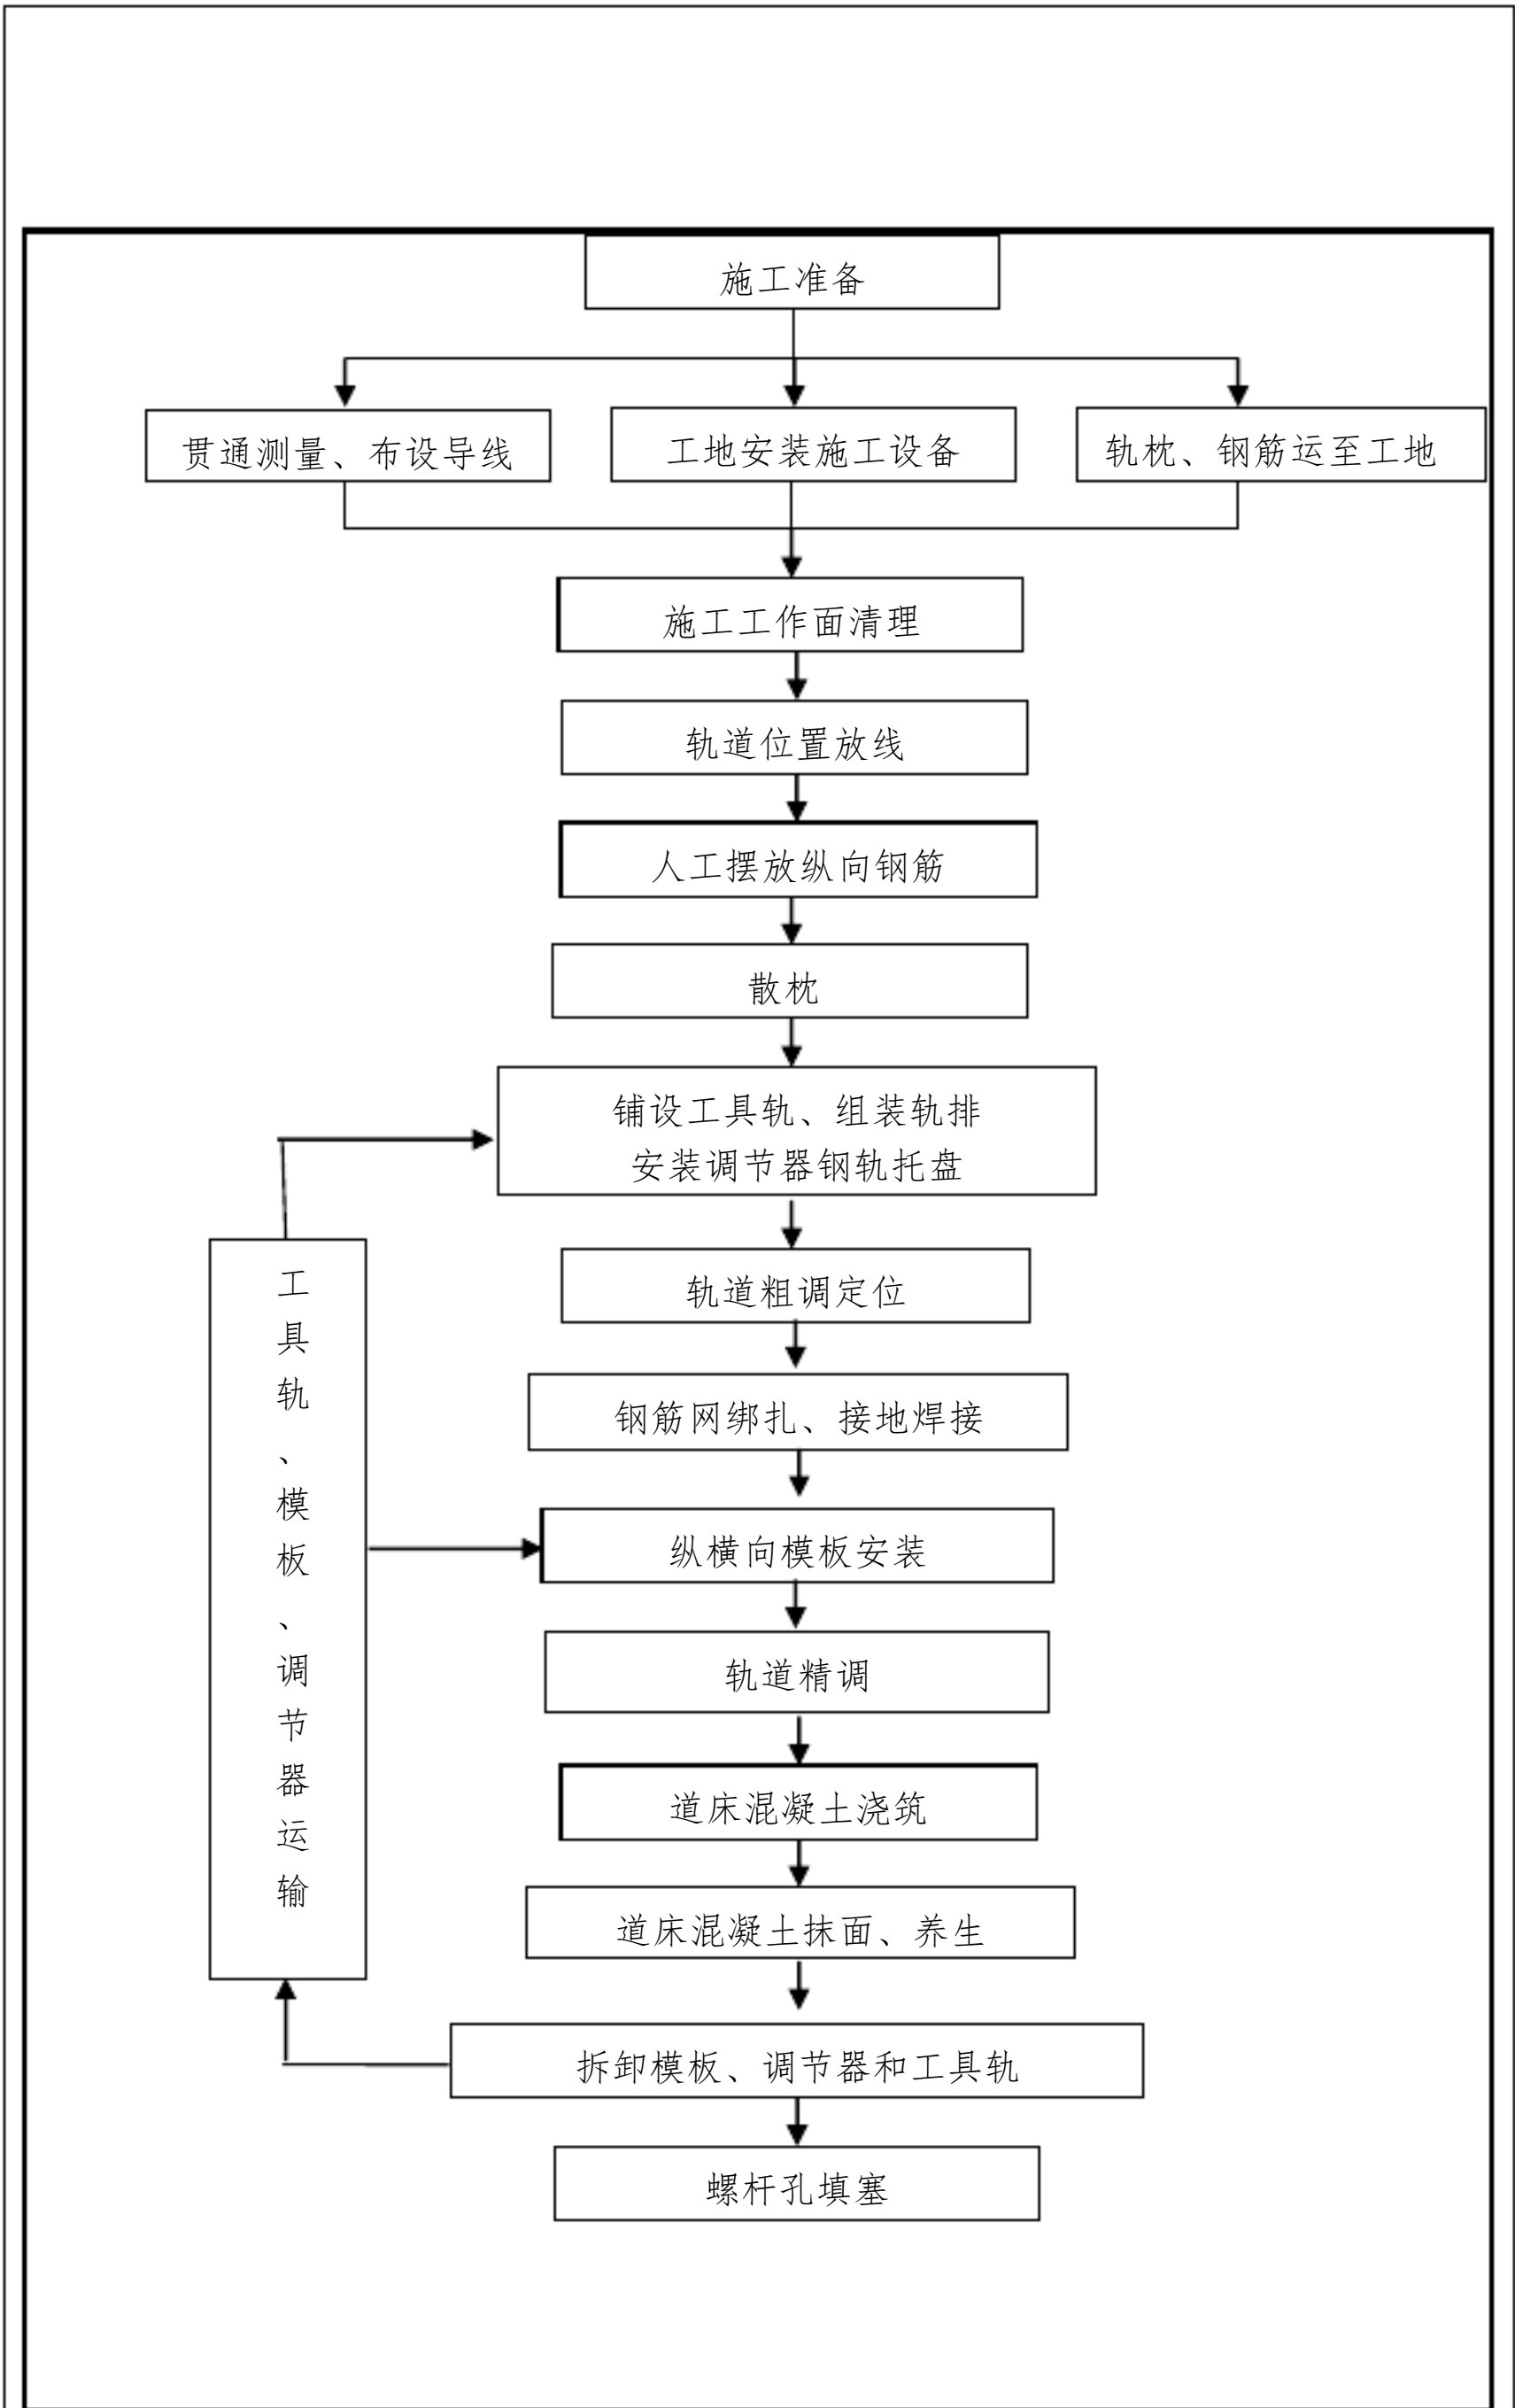 施工准备
贯通测量、布设导线
工地安装施工设备
轨枕、钢筋运至工地
施工工作面清理
轨道位置放线
人工摆放纵向钢筋
散枕
铺设工具轨、组装轨排
安装调节器钢轨托盘
轨道粗调定位
钢筋网绑扎、接地焊接
纵横向模板安装
轨道精调
道床混凝土浇筑
道床混凝土抹面、养生
拆卸模板、调节器和工具轨
螺杆孔填塞
工具轨、模板、调节器运输